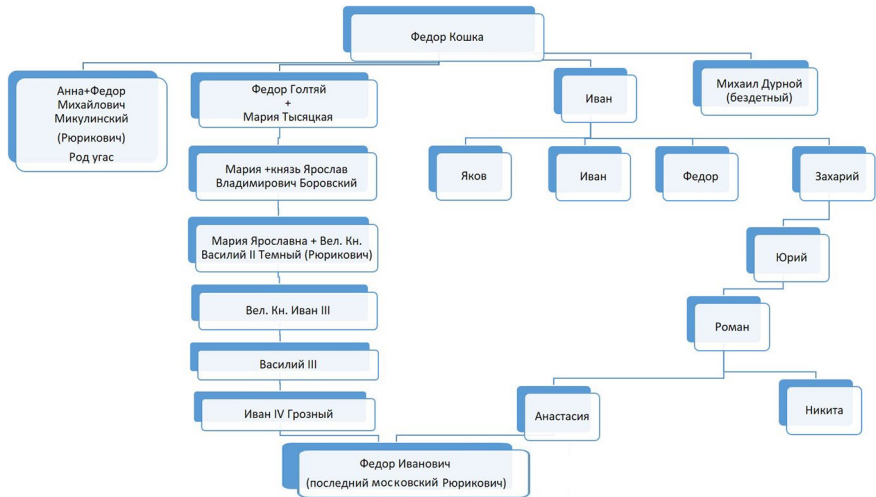 Федор Кошка
Анна+Федор
Михайлович
Микулинский
(Рюрикович)
Род угас
Федор Голтяй
+
Мария Тысяцкая
Иван
Михаил Дурной
(бездетный)
Мария +князь Ярослав
Владимирович Боровский
Яков
Иван
Федор
Захарий
Мария Ярославна + Вел. Кн.
Василий II Темный (Рюрикович)
Юрий
Вел. Кн. Иван III
Роман
Василий III
Иван IV Грозный
Анастасия
Никита
Федор Иванович
(последний московский Рюрикович)